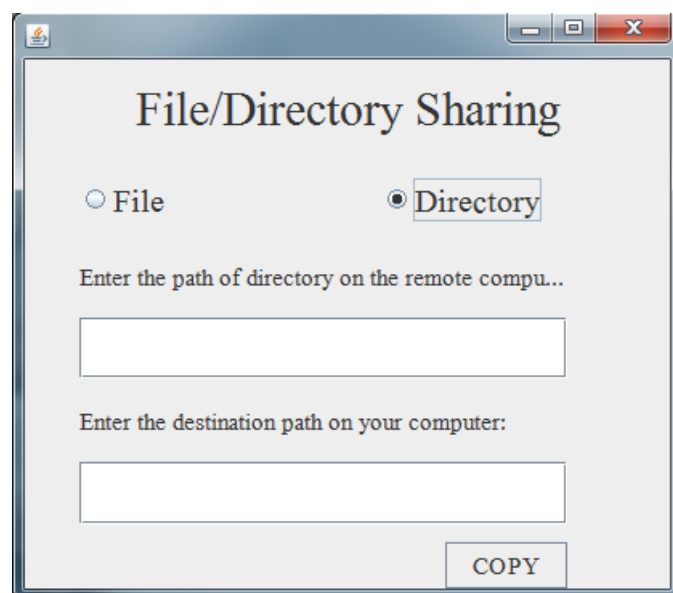 File/Directory Sharing
File
Directory
Enter the path of directory on the remote compu...
Enter the destination path on your computer:
COPY